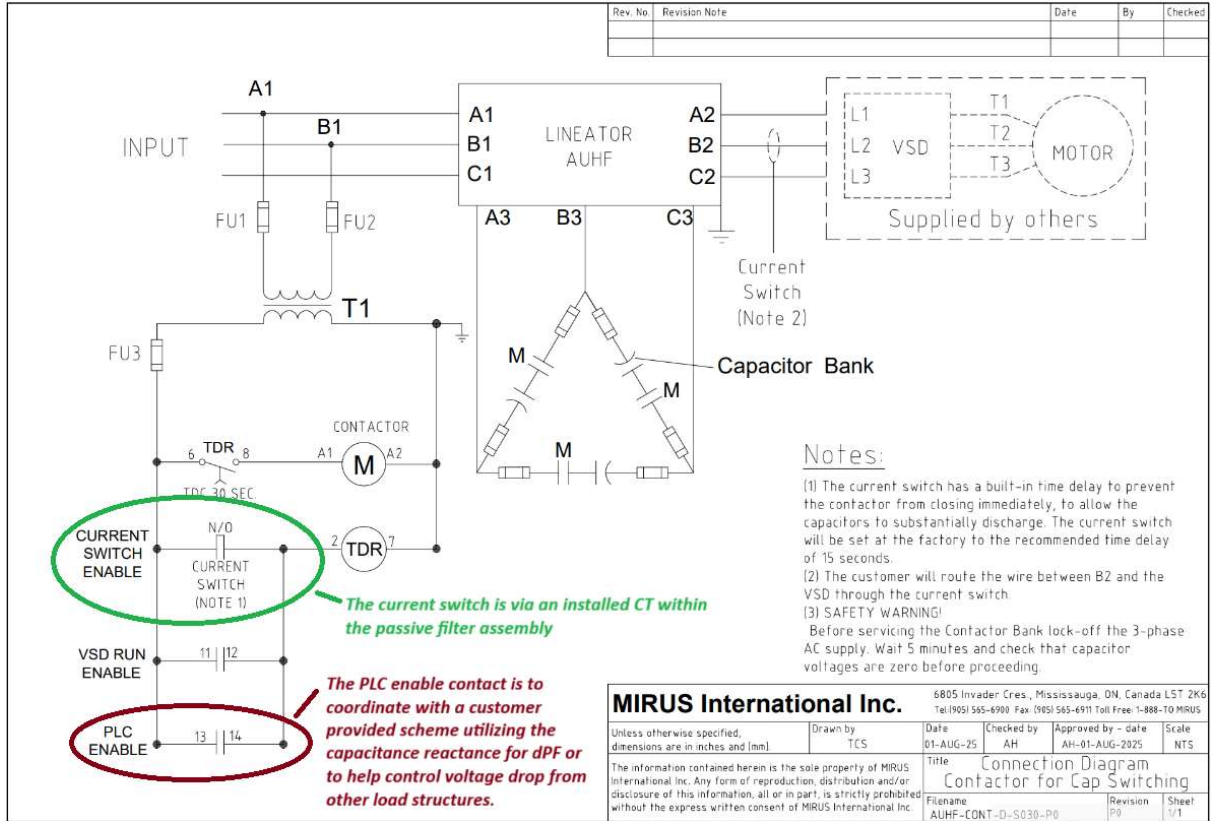 Rev. No. Revision Note Date By Checked
A1
B1
INPUT
A1
B1
C1
LINEATOR
AUHF
A2
B2
C2
A3 B3 C3
L1
L2
L3
VSD
T1
T2
T3
MOTOR
Supplied by others
FU1
FU2
T1
FU3
Current
Switch
(Note 2)
M
M
M
Capacitor Bank
CONTACTOR
6 TDR 8
A1 M A2
TDC 30 SEC.
CURRENT
SWITCH
ENABLE
N/O
CURRENT
SWITCH
(NOTE 1)
2 TDR 7
The current switch is via an installed CT within
the passive filter assembly
VSD RUN
ENABLE
11 12
PLC
ENABLE
13 14
The PLC enable contact is to
coordinate with a customer
provided scheme utilizing the
capacitance reactance for dPF or
to help control voltage drop from
other load structures.
Notes:
(1) The current switch has a built-in time delay to prevent
the contactor from closing immediately, to allow the
capacitors to substantially discharge. The current switch
will be set at the factory to the recommended time delay
of 15 seconds.
(2) The customer will route the wire between B2 and the
VSD through the current switch.
(3) SAFETY WARNING!
Before servicing the Contactor Bank lock-off the 3-phase
AC supply. Wait 5 minutes and check that capacitor
voltages are zero before proceeding.
MIRUS International Inc.
6805 Invader Cres., Mississauga, ON, Canada L5T 2K6
Tel:(905) 565-6900 Fax: (905) 565-6911 Toll Free: 1-888-TO MIRUS
Unless otherwise specified,
dimensions are in inches and [mm].
Drawn by
TCS
Date
01-AUG-25
Checked by
AH
Approved by - date
AH-01-AUG-2025
Scale
NTS
The information contained herein is the sole property of MIRUS
International Inc. Any form of reproduction, distribution and/or
disclosure of this information, all or in part, is strictly prohibited
without the express written consent of MIRUS International Inc.
Title Connection Diagram
Contactor for Cap Switching
Filename
AUHF-CONT-D-S030-P0
Revision
P0
Sheet
1/1